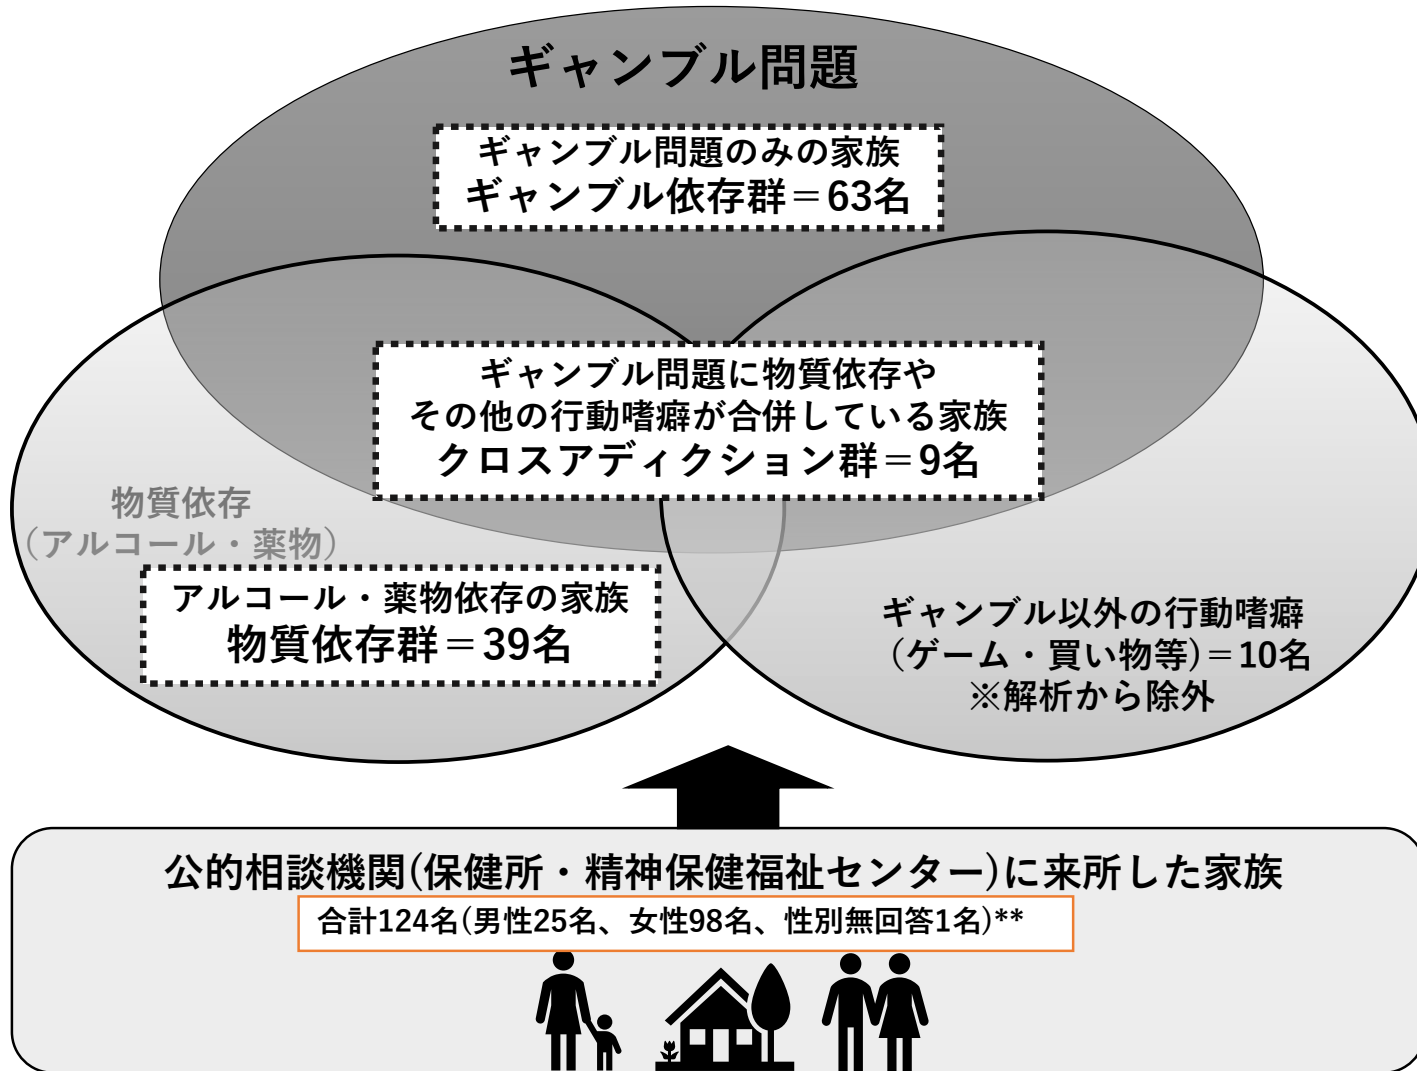 ギャンブル問題
ギャンブル問題のみの家族
ギャンブル依存群＝63名
ギャンブル問題に物質依存や
その他の行動嗜癖が合併している家族
クロスアディクション群＝9名
物質依存
（アルコール・薬物）
アルコール・薬物依存の家族
物質依存群＝39名
ギャンブル以外の行動嗜癖
（ゲーム・買い物等)＝10名
※解析から除外
公的相談機関(保健所・精神保健福祉センター)に来所した家族
合計124名(男性25名、女性98名、性別無回答1名)**